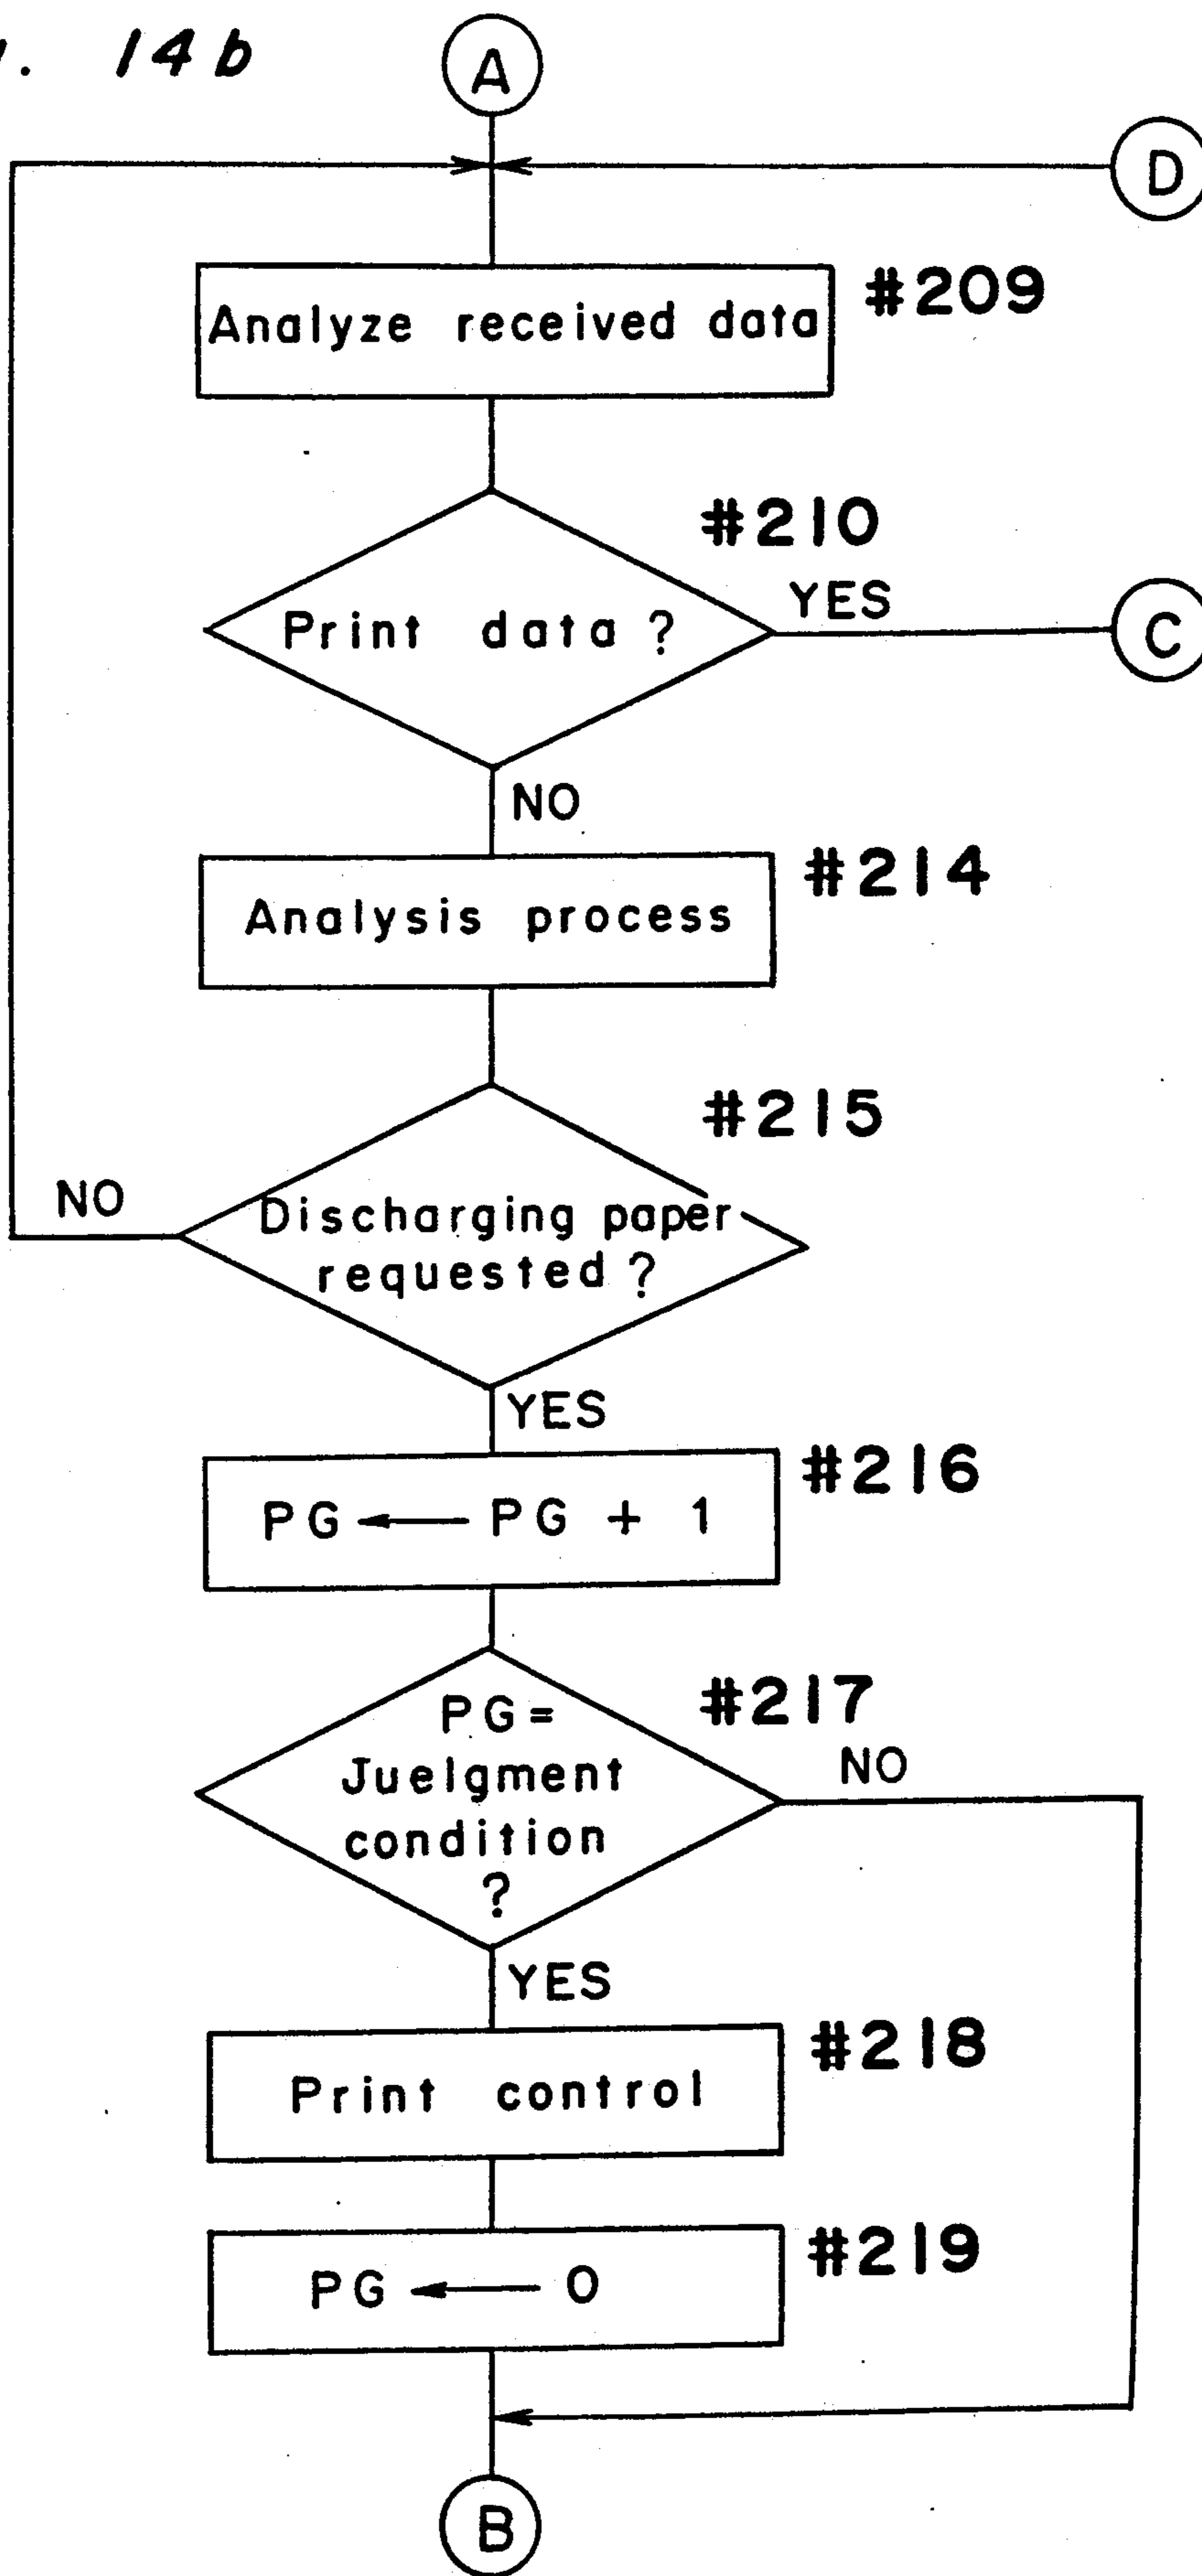 . 14b
A
D
#209
Analyze received data
#210
Print data ?
YES
C
NO
#214
Analysis process
#215
NO
Discharging paper
requested ?
YES
#216
PG ← PG + 1
#217
PG =
Juelgment
condition
?
NO
YES
#218
Print control
#219
PG ← 0
B